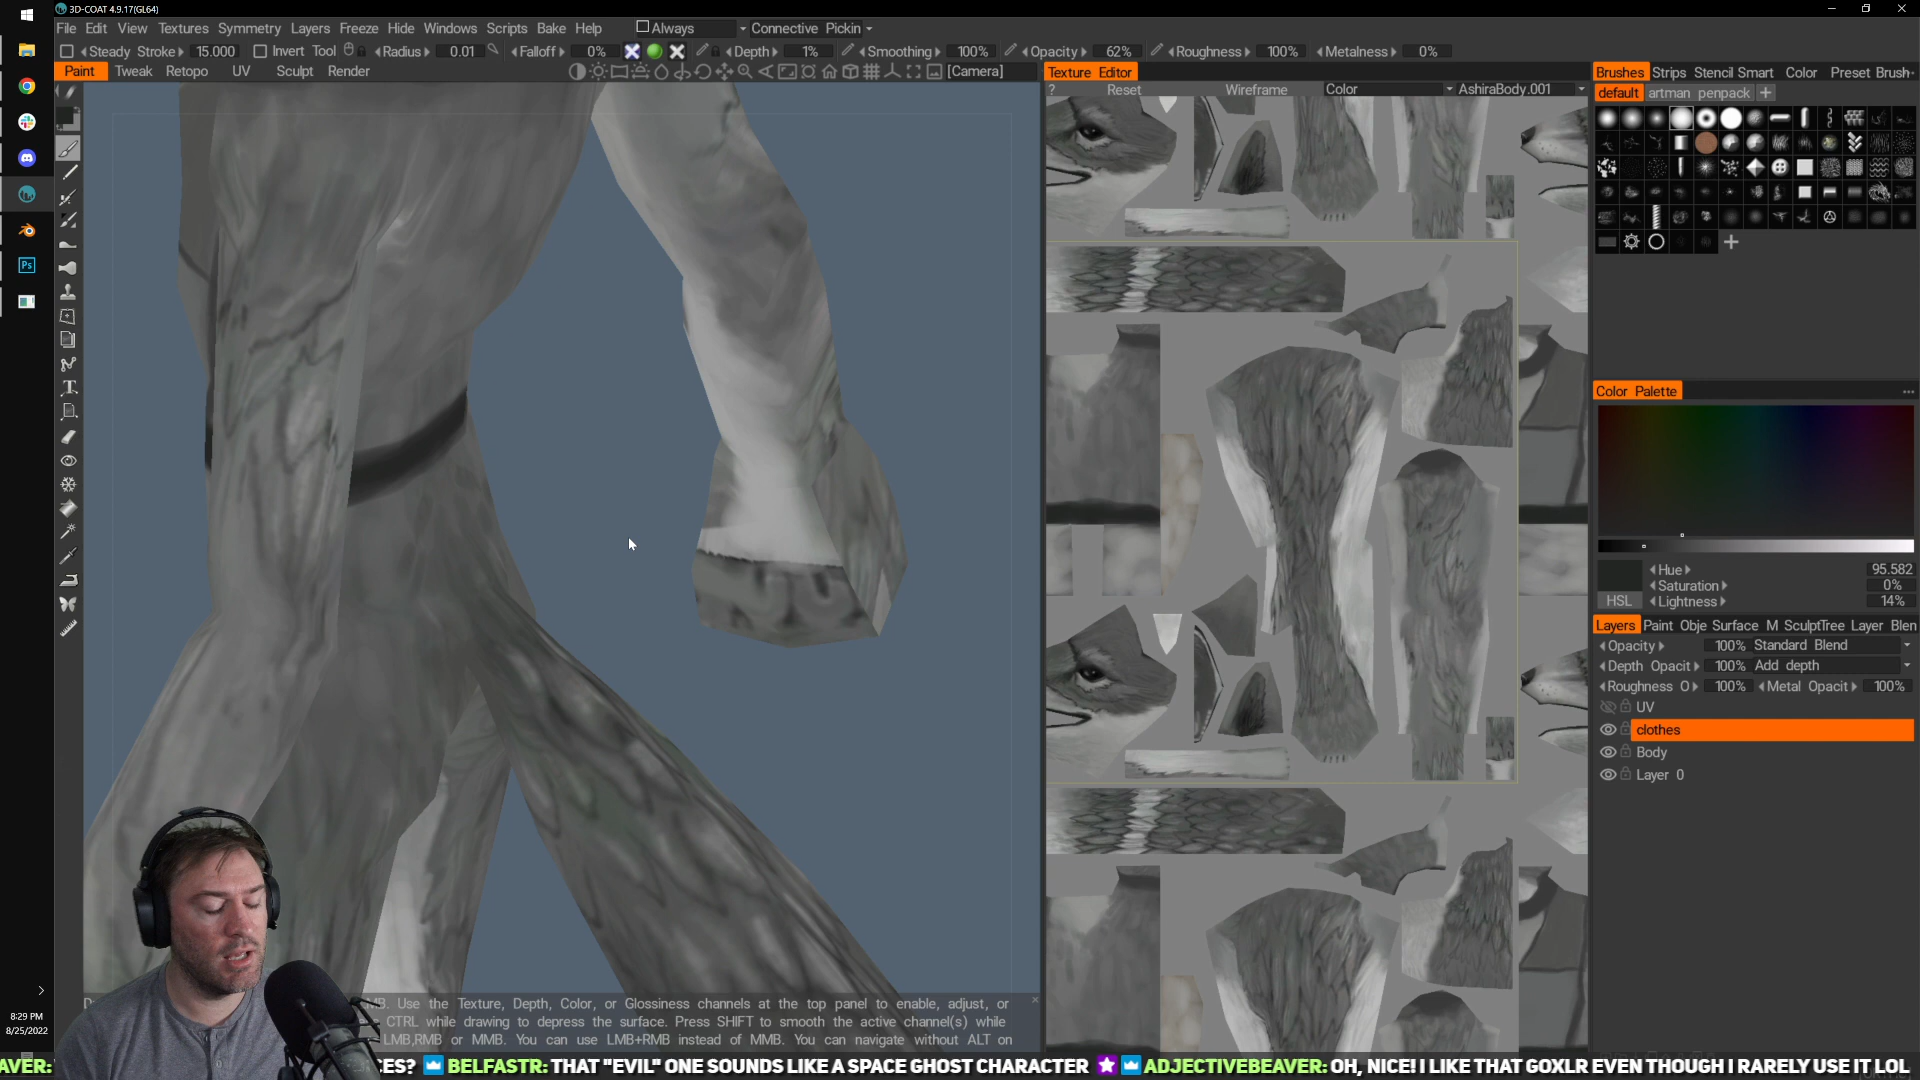 3D-COAT 4.9.17(GL64)
File Edit View Textures Symmetry Layers Freeze Hide Windows Scripts Bake Help Always Connective Pickin
Steady Stroke 15.000 Invert Tool Radius 0.01 Falloff 0% Depth 1% Smoothing 100% Opacity 62% Roughness 100% Metalness 0%
Paint Tweak Retopo UV Sculpt Render [Camera]
Texture Editor
? Reset Wireframe Color AshiraBody.001
Brushes Strips Stencil Smart Color Preset Brush
default artman penpack
Color Palette
Hue 95.582
Saturation 0%
HSL Lightness 14%
Layers Paint Obje Surface M SculptTree Layer Blen
Opacity 100% Standard Blend
Depth Opacit 100% Add depth
Roughness O 100% Metal Opacit 100%
UV
clothes
Body
Layer 0
Ps
MB. Use the Texture, Depth, Color, or Glossiness channels at the top panel to enable, adjust, or
CTRL while drawing to depress the surface. Press SHIFT to smooth the active channel(s) while
LMB,RMB or MMB. You can use LMB+RMB instead of MMB. You can navigate without ALT on
8:29 PM
8/25/2022
AVER: CES? BELFASTR: THAT "EVIL" ONE SOUNDS LIKE A SPACE GHOST CHARACTER ADJECTIVEBEAVER: OH, NICE! I LIKE THAT GOXLR EVEN THOUGH I RARELY USE IT LOL